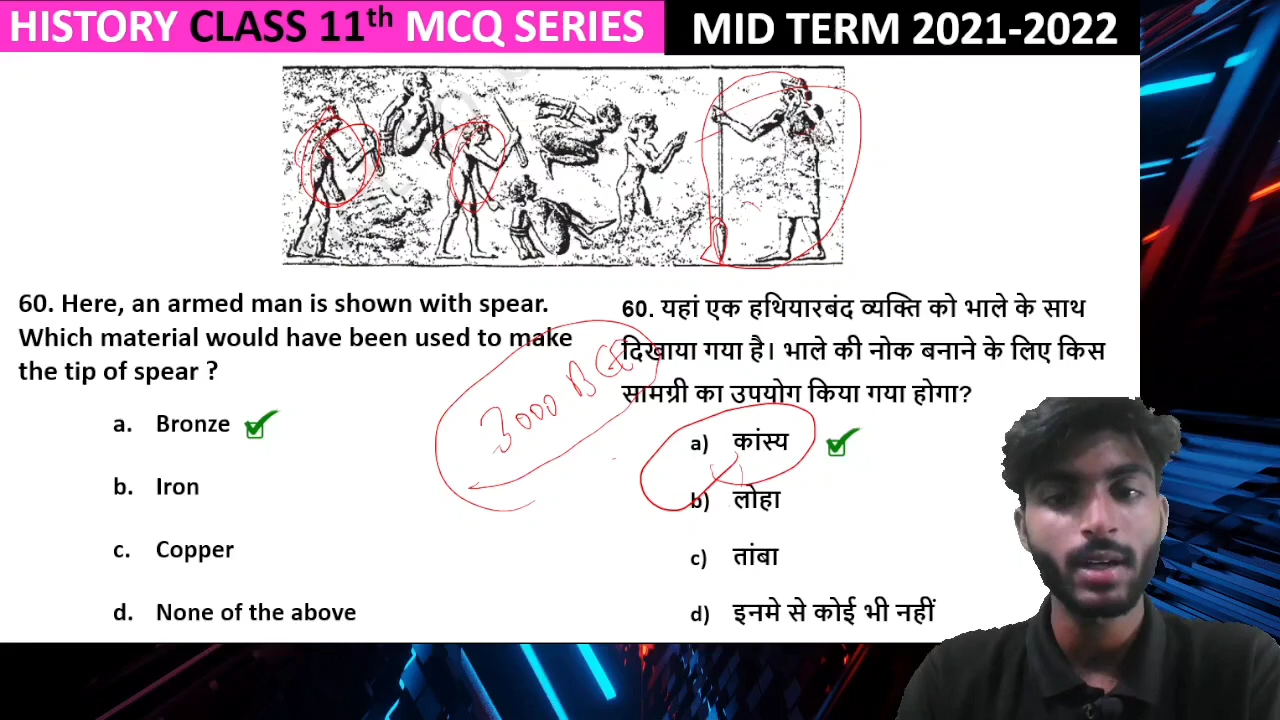 HISTORY CLASS 11th MCQ SERIES
MID TERM 2021-2022
60. Here, an armed man is shown with spear.
Which material would have been used to make
the tip of spear ?
a. Bronze
b. Iron
c. Copper
d. None of the above
3000 BCE
60. यहां एक हथियारबंद व्यक्ति को भाले के साथ
दिखाया गया है। भाले की नोक बनाने के लिए किस
सामग्री का उपयोग किया गया होगा?
a) कांस्य
b) लोहा
c) तांबा
d) इनमे से कोई भी नहीं